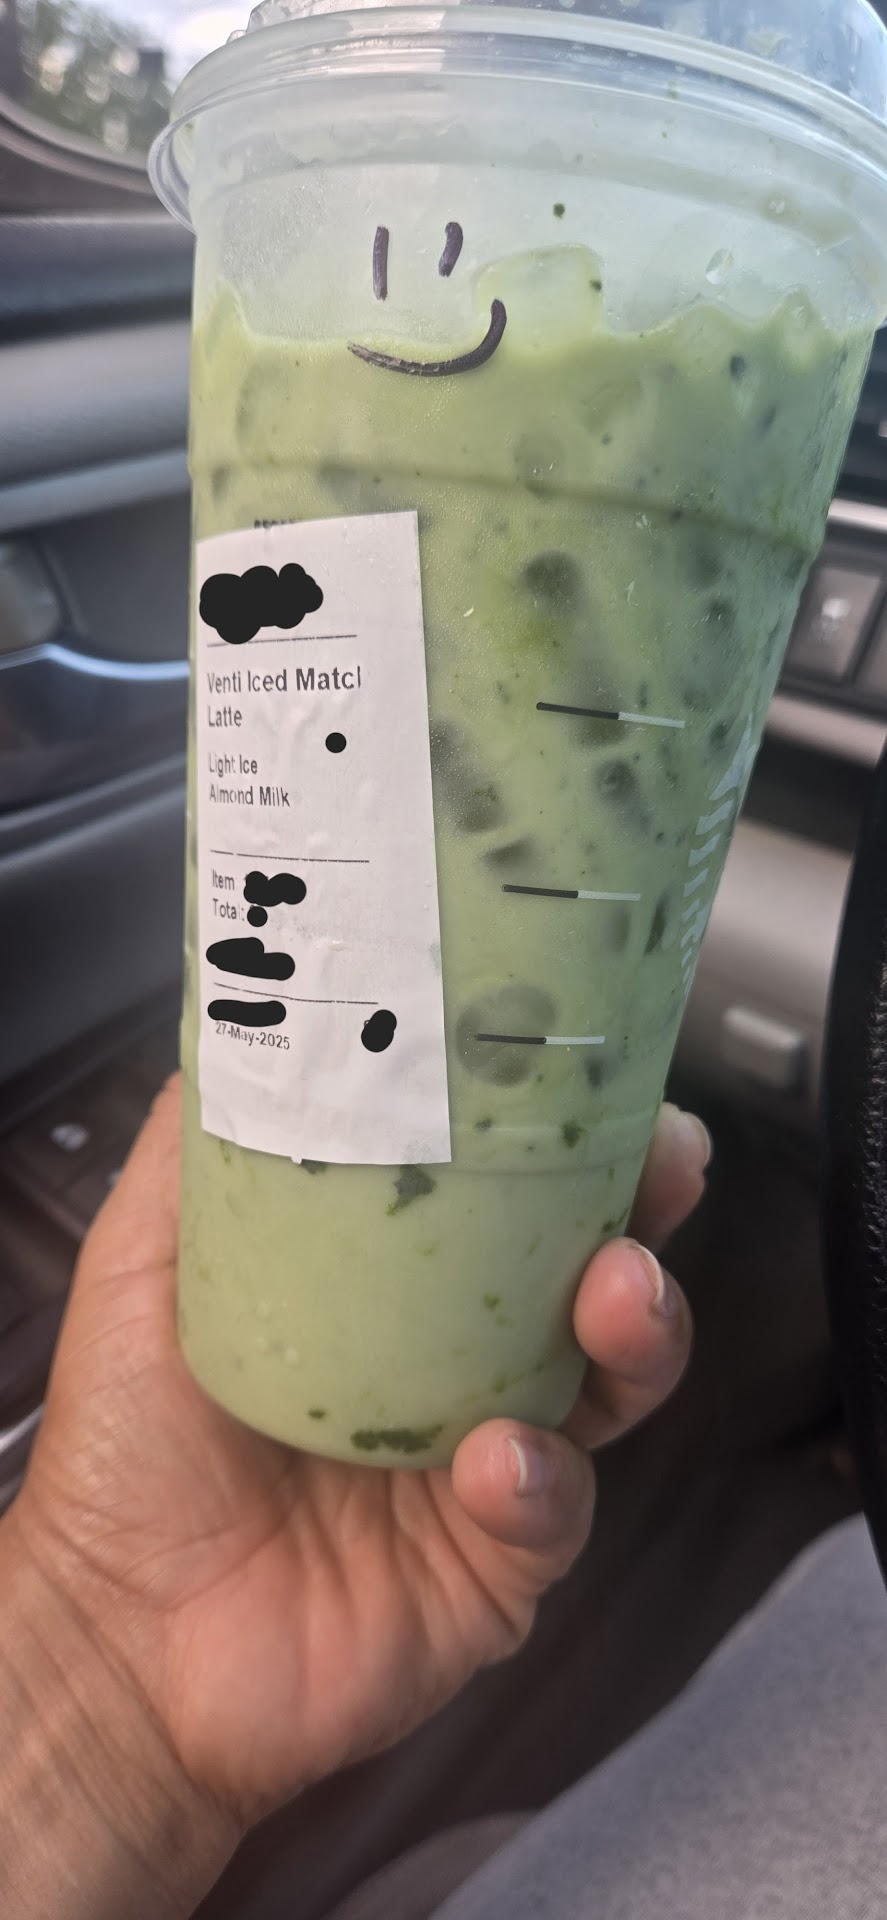 Venti Iced Matcl
Latte
Light Ice
Almond Milk
Item
Total:
27-May-2025